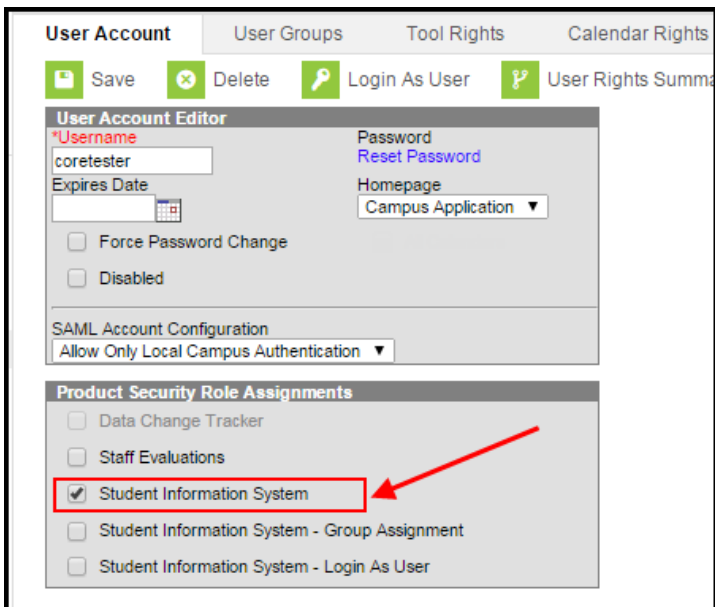 User Account User Groups Tool Rights Calendar Rights
Save Delete Login As User User Rights Summa
User Account Editor
*Username Password
coretester Reset Password
Expires Date Homepage
Campus Application
Force Password Change
Disabled
SAML Account Configuration
Allow Only Local Campus Authentication
Product Security Role Assignments
Data Change Tracker
Staff Evaluations
Student Information System
Student Information System - Group Assignment
Student Information System - Login As User